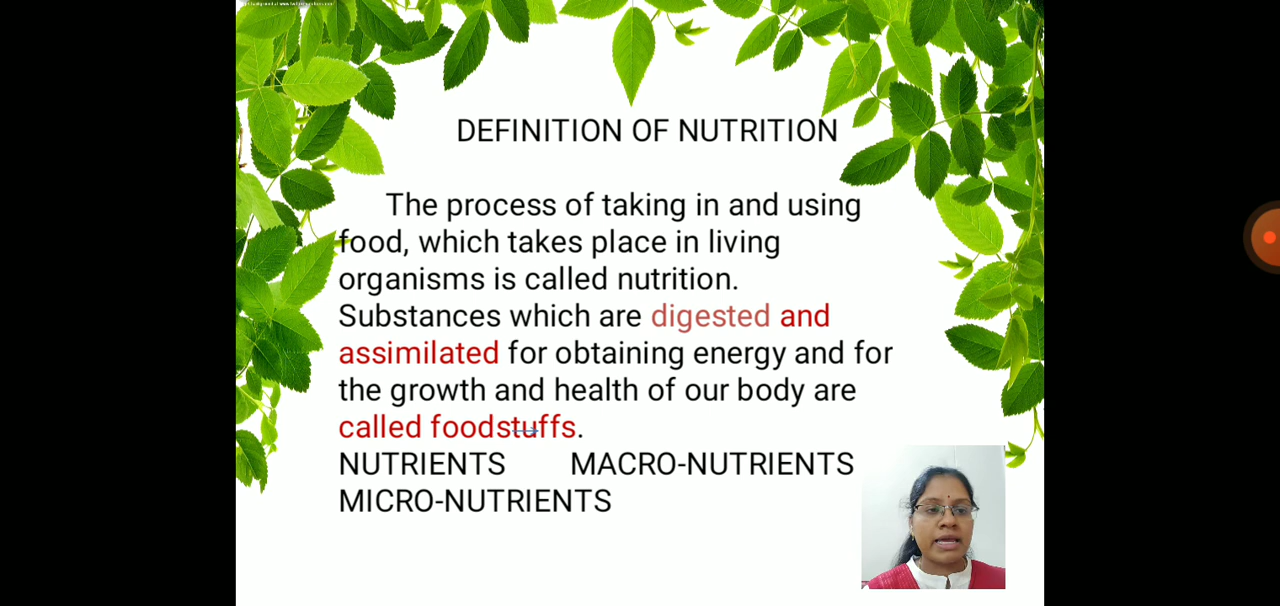 DEFINITION OF NUTRITION
The process of taking in and using
food, which takes place in living
organisms is called nutrition.
Substances which are digested and
assimilated for obtaining energy and for
the growth and health of our body are
called foodstuffs.
NUTRIENTS MACRO-NUTRIENTS
MICRO-NUTRIENTS